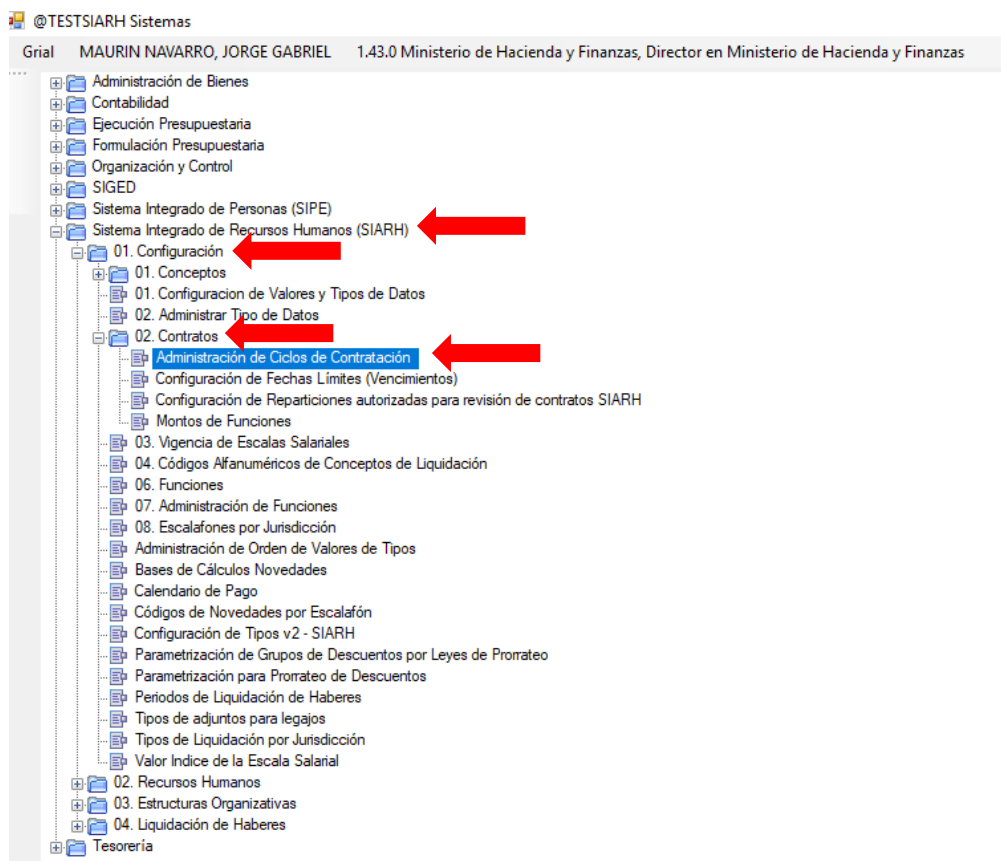 @TESTSIARH Sistemas
Grial MAURIN NAVARRO, JORGE GABRIEL 1.43.0 Ministerio de Hacienda y Finanzas, Director en Ministerio de Hacienda y Finanzas
Administración de Bienes
Contabilidad
Ejecución Presupuestaria
Formulación Presupuestaria
Organización y Control
SIGED
Sistema Integrado de Personas (SIPE)
Sistema Integrado de Recursos Humanos (SIARH)
01. Configuración
01. Conceptos
01. Configuracion de Valores y Tipos de Datos
02. Administrar Tipo de Datos
02. Contratos
Administración de Ciclos de Contratación
Configuración de Fechas Límites (Vencimientos)
Configuración de Reparticiones autorizadas para revisión de contratos SIARH
Montos de Funciones
03. Vigencia de Escalas Salariales
04. Códigos Alfanuméricos de Conceptos de Liquidación
06. Funciones
07. Administración de Funciones
08. Escalafones por Jurisdicción
Administración de Orden de Valores de Tipos
Bases de Cálculos Novedades
Calendario de Pago
Códigos de Novedades por Escalafón
Configuración de Tipos v2 - SIARH
Parametrización de Grupos de Descuentos por Leyes de Prorrateo
Parametrización para Prorrateo de Descuentos
Periodos de Liquidación de Haberes
Tipos de adjuntos para legajos
Tipos de Liquidación por Jurisdicción
Valor Indice de la Escala Salarial
02. Recursos Humanos
03. Estructuras Organizativas
04. Liquidación de Haberes
Tesorería